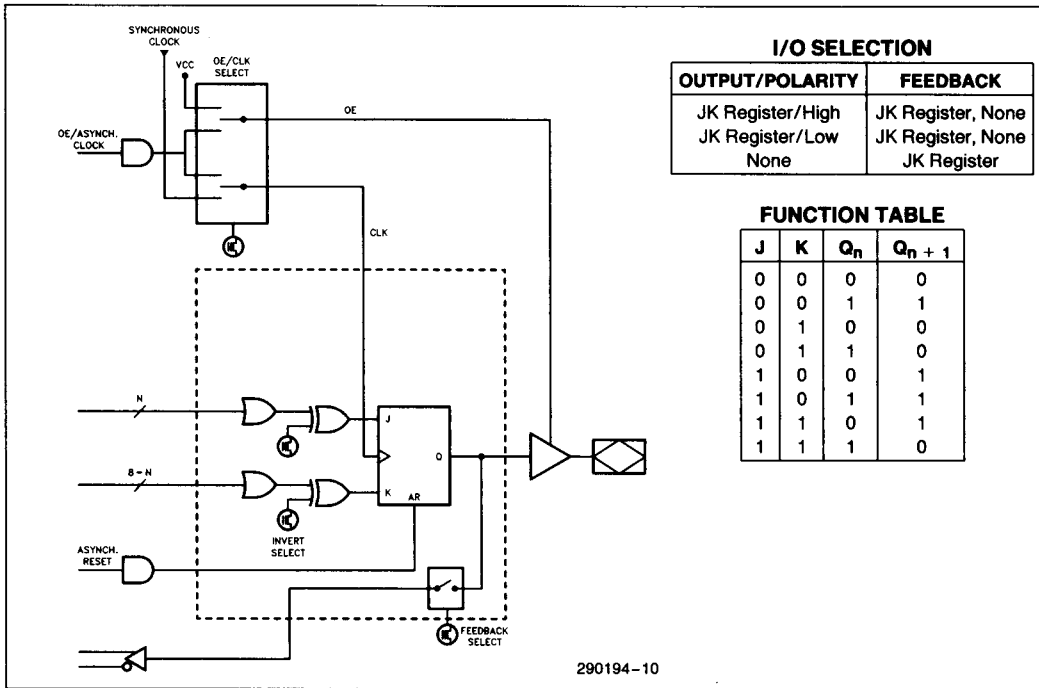 SYNCHRONOUS
CLOCK
VCC
OE/CLK
SELECT
OE
OE/ASYNCH.
CLOCK
CLK
N
J
Q
8-N
K
AR
INVERT
SELECT
ASYNCH.
RESET
FEEDBACK
SELECT
I/O SELECTION
OUTPUT/POLARITY FEEDBACK
JK Register/High JK Register, None
JK Register/Low JK Register, None
None JK Register
FUNCTION TABLE
J K Qn Qn + 1
0 0 0 0
0 0 1 1
0 1 0 0
0 1 1 0
1 0 0 1
1 0 1 1
1 1 0 1
1 1 1 0
290194-10